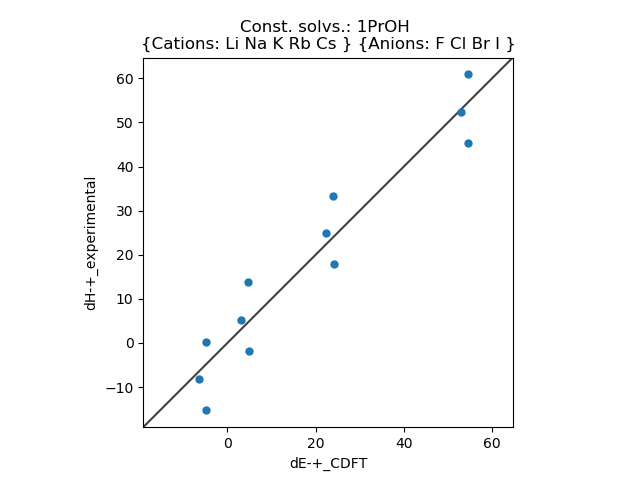 Const. solvs.: 1PrOH
{Cations: Li Na K Rb Cs } {Anions: F Cl Br I }
60
50
40
30
20
10
0
−10
dH-+_experimental
0 20 40 60
dE-+_CDFT